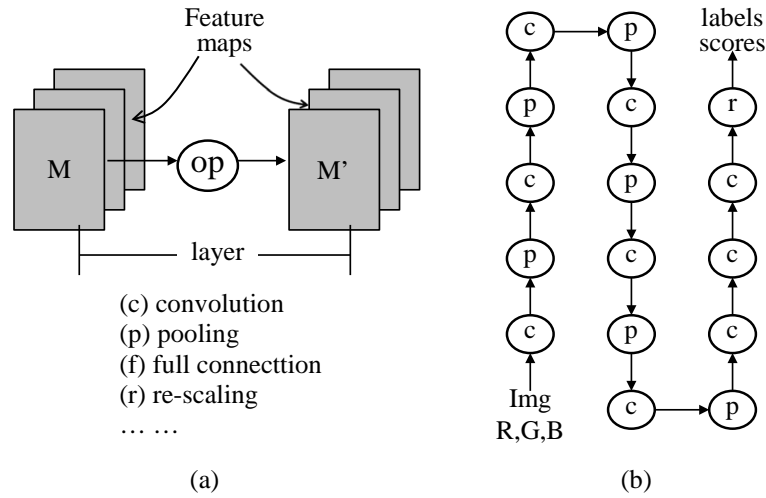 Feature
maps
M
op
M’
layer
(c) convolution
(p) pooling
(f) full connecttion
(r) re-scaling
… …
(a)
c
p
c
p
c
Img
R,G,B
p
c
p
c
p
c
p
labels
scores
r
c
c
c
(b)